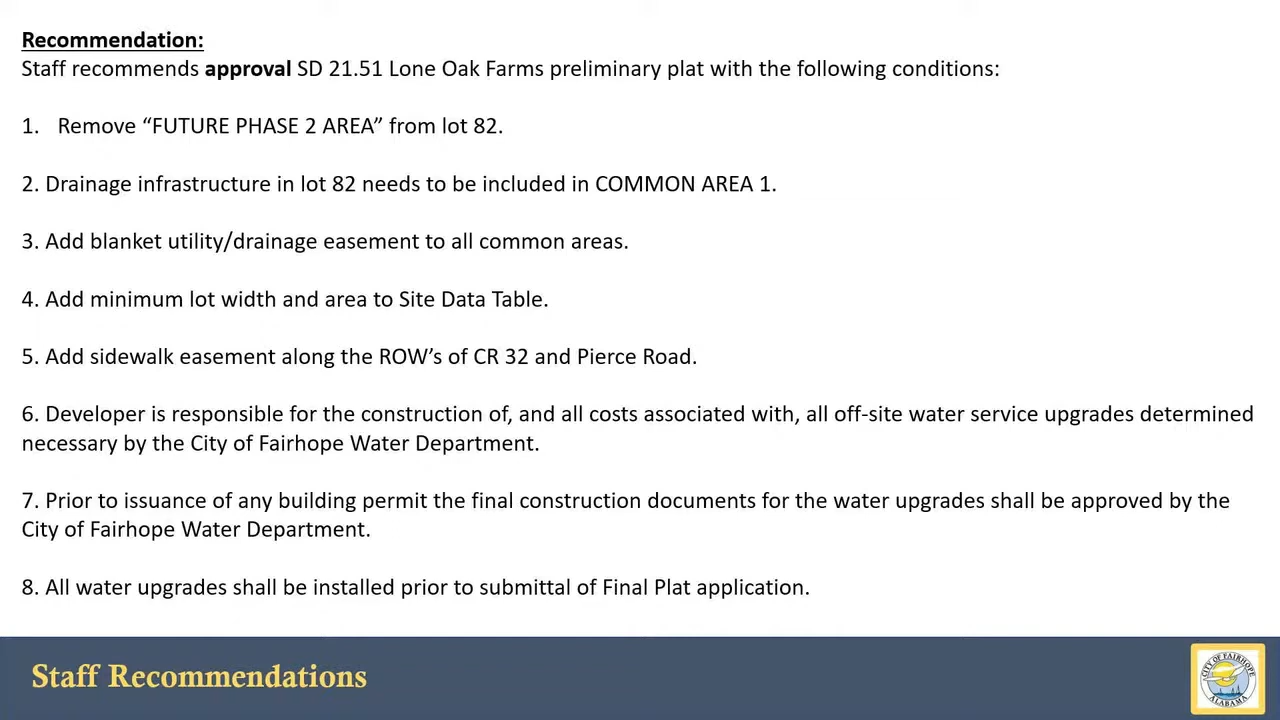 Recommendation:
Staff recommends approval SD 21.51 Lone Oak Farms preliminary plat with the following conditions:
1. Remove “FUTURE PHASE 2 AREA” from lot 82.
2. Drainage infrastructure in lot 82 needs to be included in COMMON AREA 1.
3. Add blanket utility/drainage easement to all common areas.
4. Add minimum lot width and area to Site Data Table.
5. Add sidewalk easement along the ROW’s of CR 32 and Pierce Road.
6. Developer is responsible for the construction of, and all costs associated with, all off-site water service upgrades determined
necessary by the City of Fairhope Water Department.
7. Prior to issuance of any building permit the final construction documents for the water upgrades shall be approved by the
City of Fairhope Water Department.
8. All water upgrades shall be installed prior to submittal of Final Plat application.
Staff Recommendations
CITY OF FAIRHOPE
ALABAMA